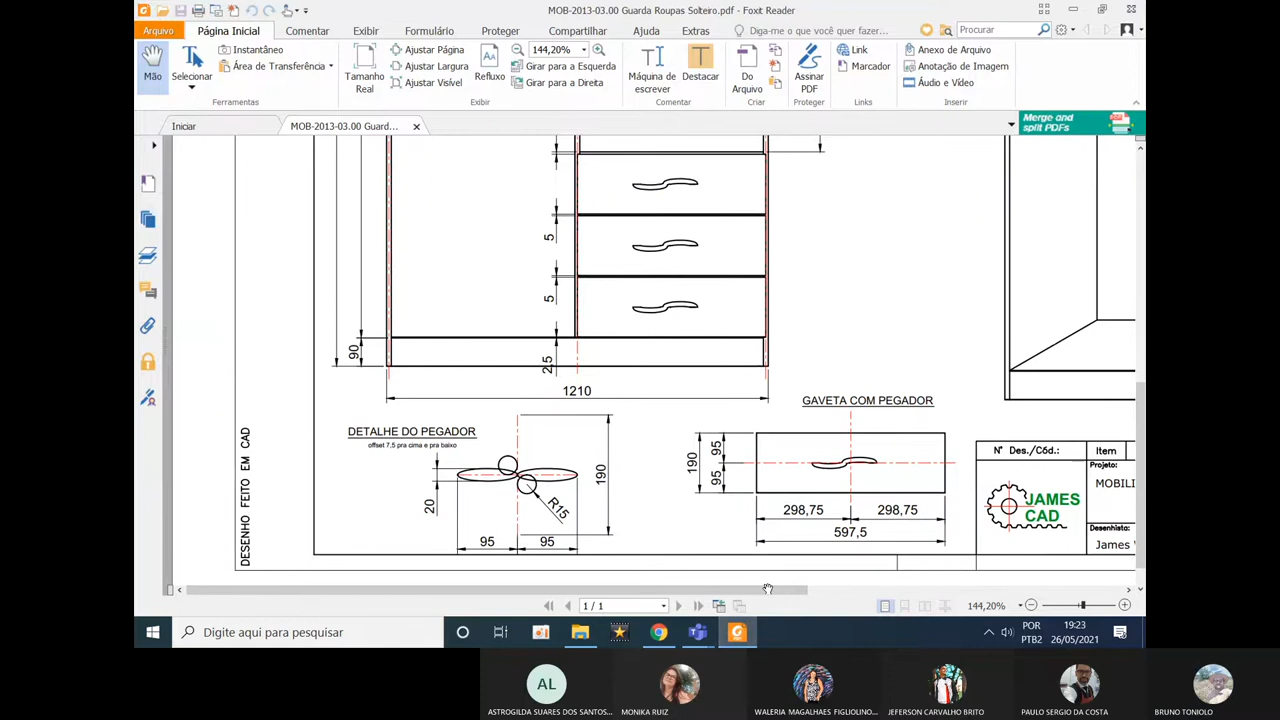 MOB-2013-03.00 Guarda Roupas Solteiro.pdf - Foxit Reader
Arquivo Página Inicial Comentar Exibir Formulário Proteger Compartilhar Ajuda Extras Diga-me o que você quer fazer... Procurar
Mão Selecionar Instantâneo Área de Transferência Ferramentas
Tamanho Real Ajustar Página Ajustar Largura Ajustar Visível Refluxo 144,20% Girar para a Esquerda Girar para a Direita Exibir
Máquina de escrever Destacar Comentar
Do Arquivo Criar
Assinar PDF Proteger
Link Marcador Links
Anexo de Arquivo Anotação de Imagem Áudio e Vídeo Inserir
Iniciar MOB-2013-03.00 Guard... Merge and split PDFs
5
5
90
2,5
1210
DETALHE DO PEGADOR
offset 7,5 pra cima e pra baixo
190
20
R15
95 95
GAVETA COM PEGADOR
190
95
95
298,75 298,75
597,5
DESENHO FEITO EM CAD
N° Des./Cód.: Item
Projeto:
MOBILI
JAMES CAD
Desenhista:
James
1 / 1 144,20%
Digite aqui para pesquisar
POR PTB2
19:23
26/05/2021
AL
ASTROGILDA SUARES DOS SANTOS... MONIKA RUIZ WALERIA MAGALHAES FIGLIOLINO... JEFERSON CARVALHO BRITO PAULO SERGIO DA COSTA BRUNO TONIOLO